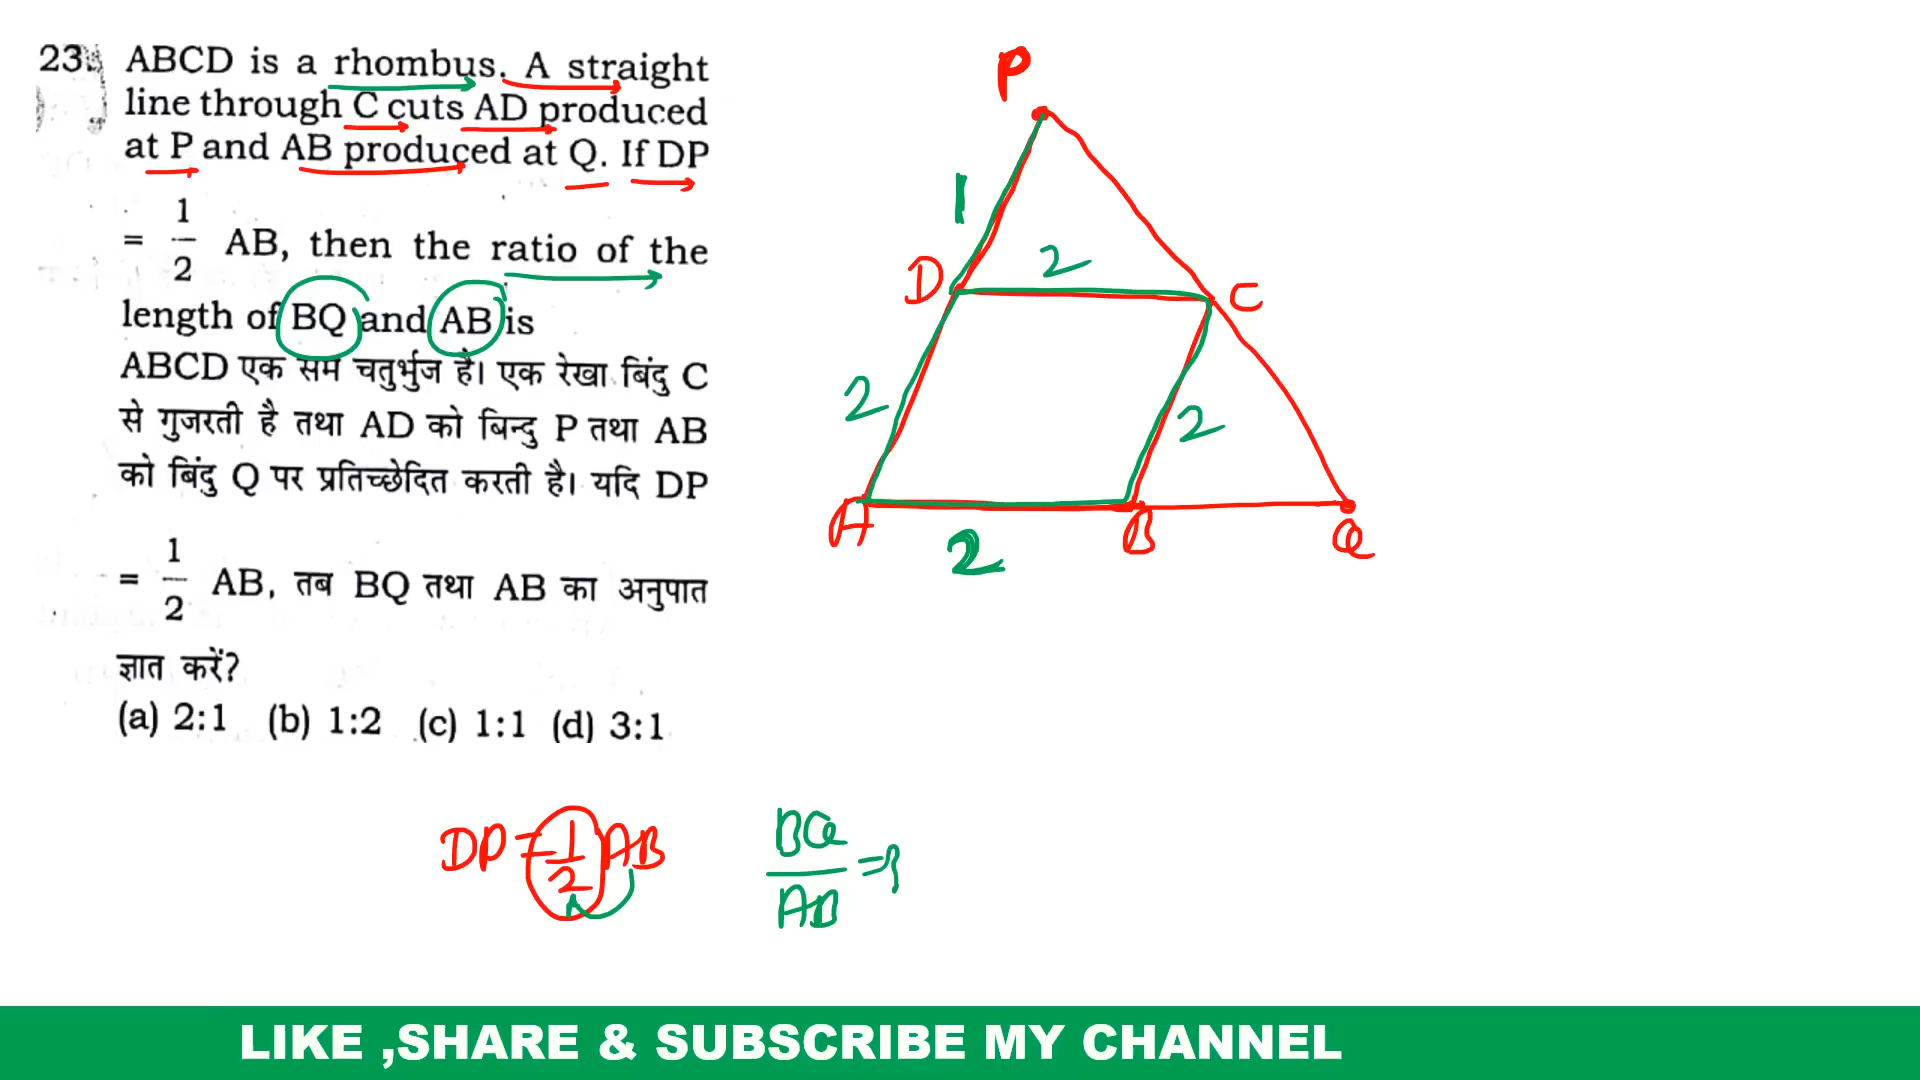 23. ABCD is a rhombus. A straight
line through C cuts AD produced
at P and AB produced at Q. If DP
= 1/2 AB, then the ratio of the
length of BQ and AB is
ABCD एक सम चतुर्भुज है। एक रेखा बिंदु C
से गुजरती है तथा AD को बिन्दु P तथा AB
को बिंदु Q पर प्रतिच्छेदित करती है। यदि DP
= 1/2 AB, तब BQ तथा AB का अनुपात
ज्ञात करें?
(a) 2:1 (b) 1:2 (c) 1:1 (d) 3:1
P
1
D 2 C
2 2
A B Q
2
DP = 1/2 AB
BQ/AB =
LIKE ,SHARE & SUBSCRIBE MY CHANNEL